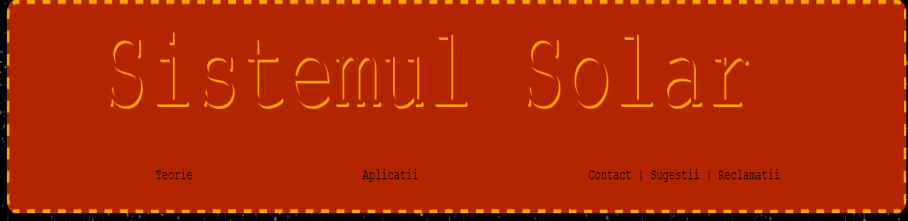 Sistemul Solar
Teorie Aplicatii Contact | Sugestii | Reclamatii